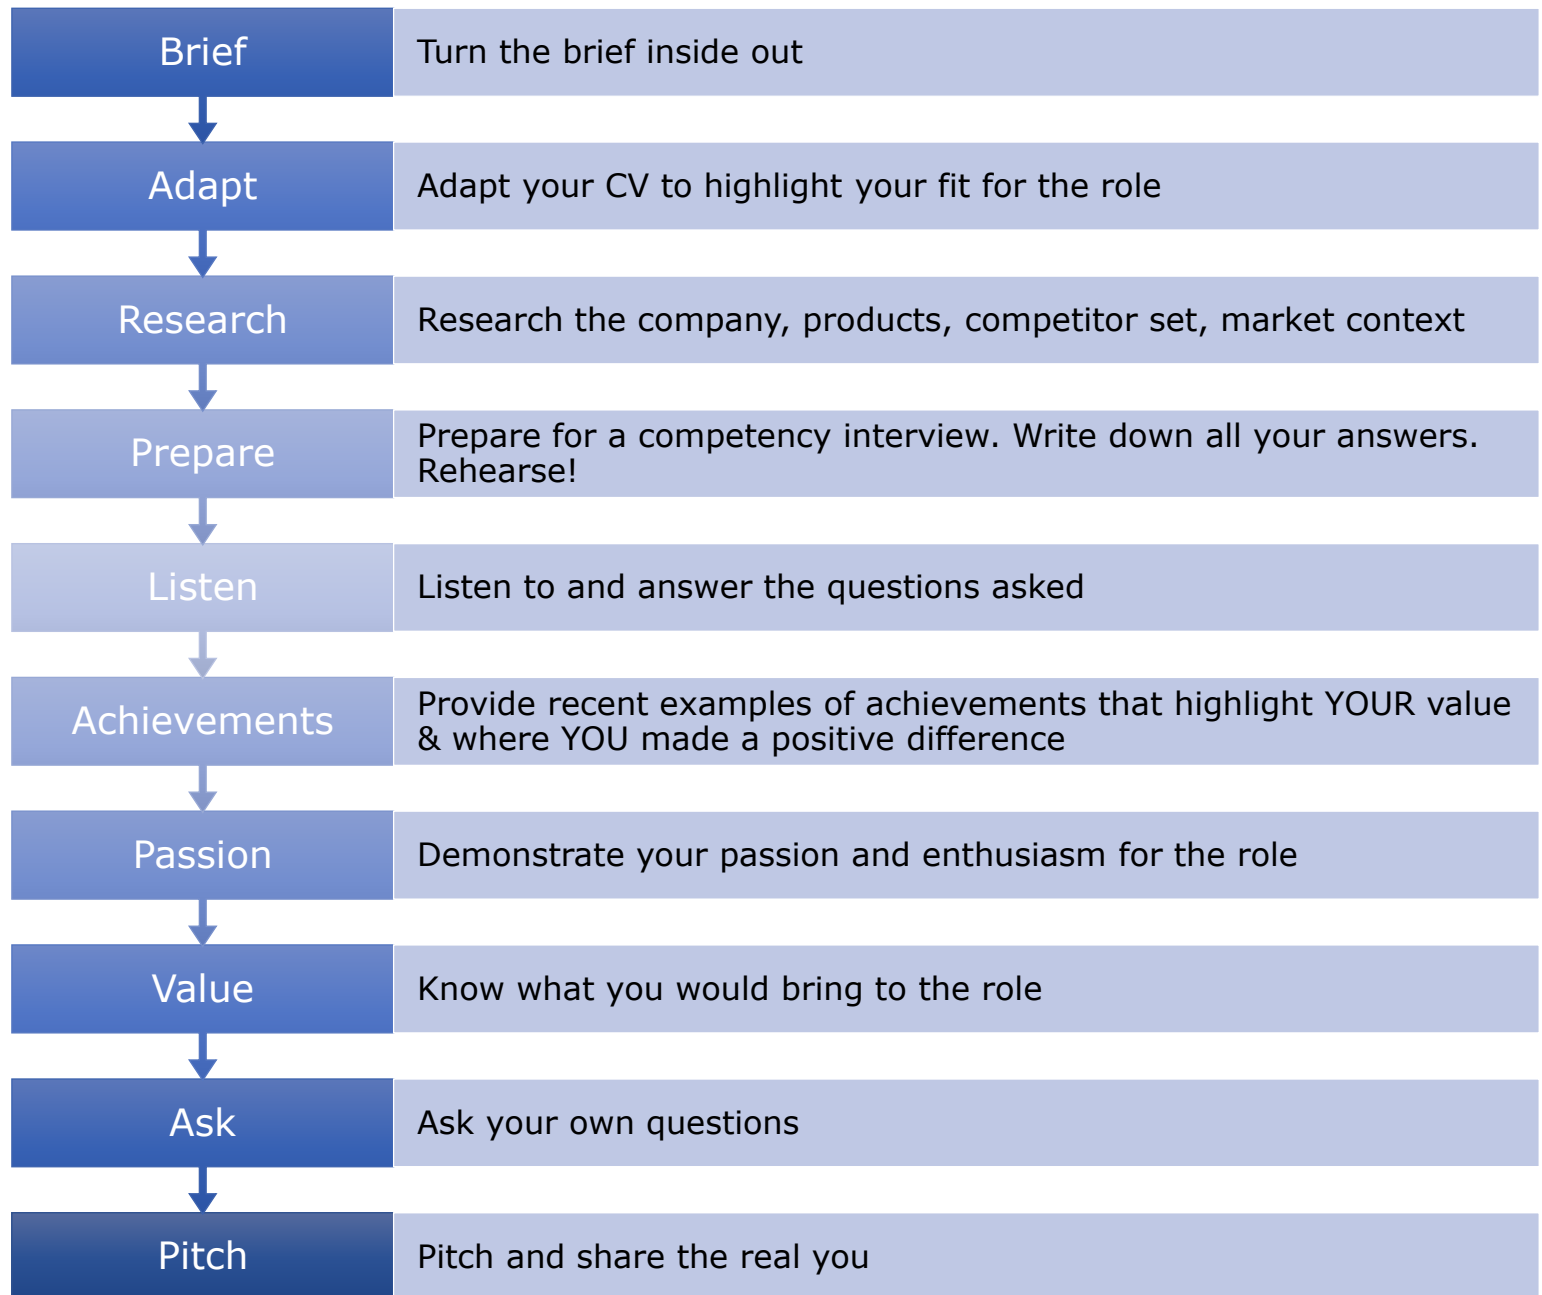 Brief
Turn the brief inside out
Adapt
Adapt your CV to highlight your fit for the role
Research
Research the company, products, competitor set, market context
Prepare
Prepare for a competency interview. Write down all your answers.
Rehearse!
Listen
Listen to and answer the questions asked
Achievements
Provide recent examples of achievements that highlight YOUR value
& where YOU made a positive difference
Passion
Demonstrate your passion and enthusiasm for the role
Value
Know what you would bring to the role
Ask
Ask your own questions
Pitch
Pitch and share the real you